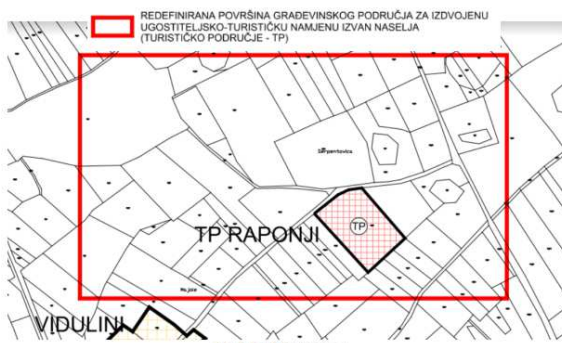 REDEFINIRANA POVRŠINA GRAĐEVINSKOG PODRUČJA ZA IZDVOJENU
UGOSTITELJSKO-TURISTIČKU NAMJENU IZVAN NASELJA
(TURISTIČKO PODRUČJE - TP)
TP
TP RAPONJI
VIDULINI